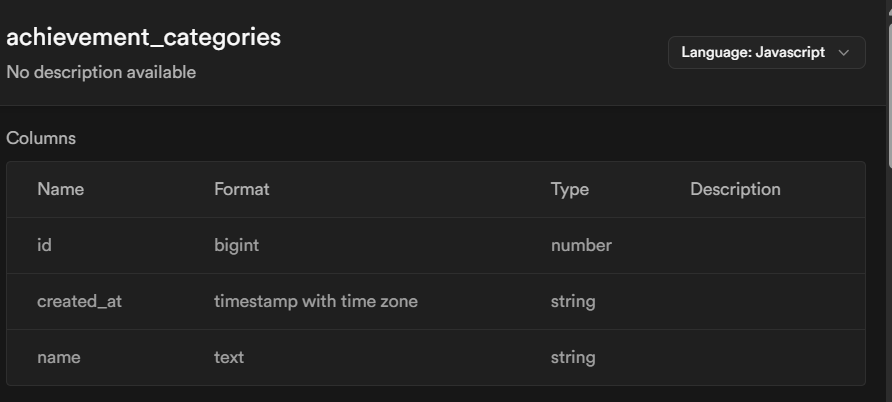 achievement_categories
Language: Javascript
No description available
Columns
Name Format Type Description
id bigint number
created_at timestamp with time zone string
name text string